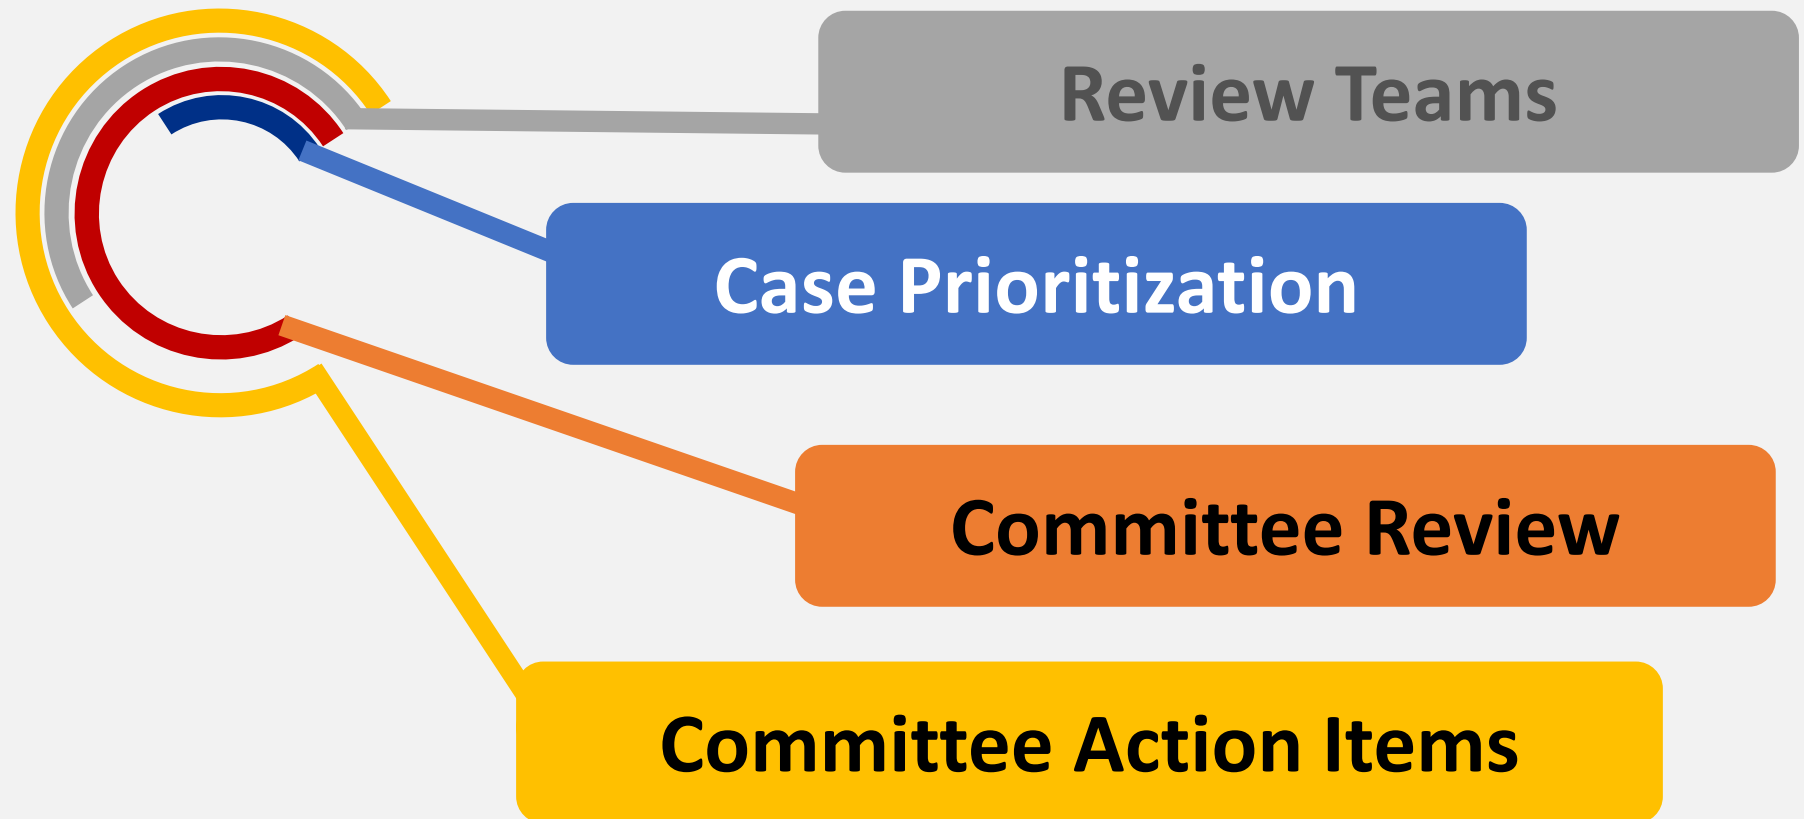 Review Teams
Case Prioritization
Committee Review
Committee Action Items